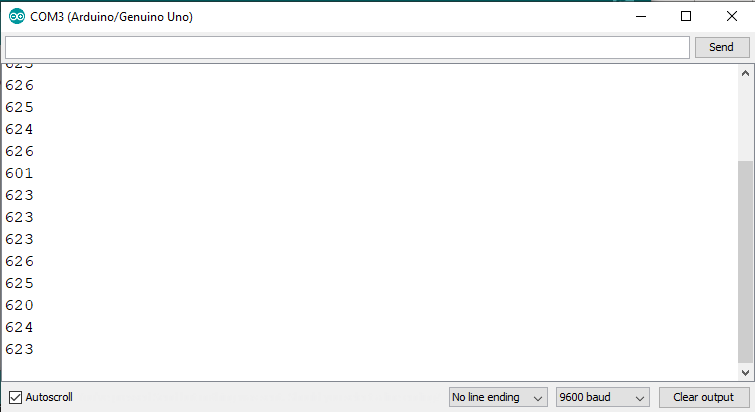 COM3 (Arduino/Genuino Uno)
Send
626
625
624
626
601
623
623
623
626
625
620
624
623
Autoscroll
No line ending
9600 baud
Clear output